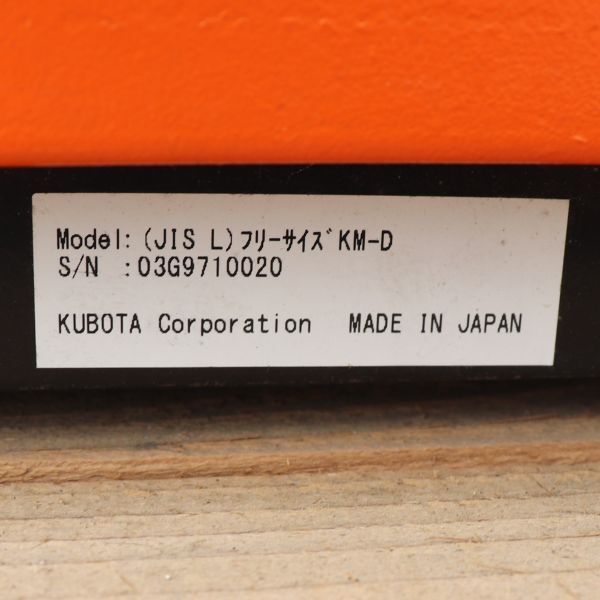 Model: (JIS L)ﾌﾘｰｻｲｽﾞKM-D
S/N :03G9710020
KUBOTA Corporation MADE IN JAPAN